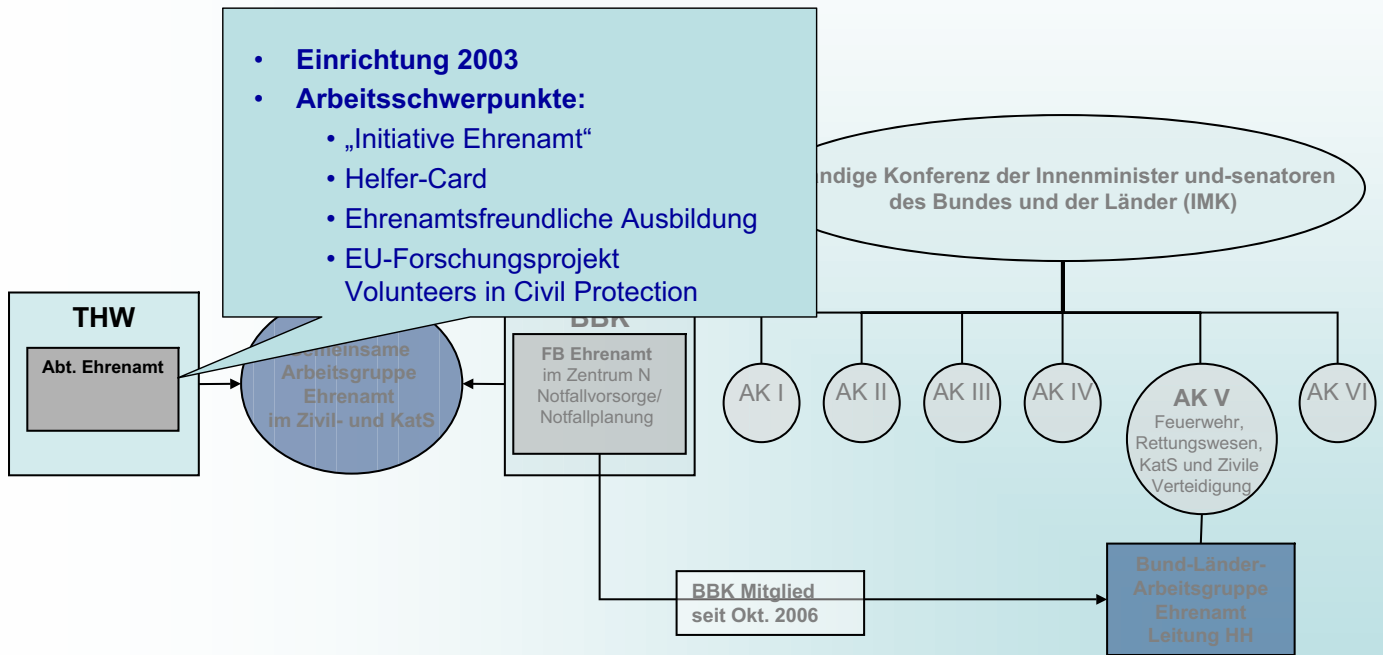 • Einrichtung 2003
• Arbeitsschwerpunkte:
• „Initiative Ehrenamt“
• Helfer-Card
• Ehrenamtsfreundliche Ausbildung
• EU-Forschungsprojekt
Volunteers in Civil Protection
ndige Konferenz der Innenminister und-senatoren
des Bundes und der Länder (IMK)
THW
Abt. Ehrenamt
Gemeinsame
Arbeitsgruppe
Ehrenamt
im Zivil- und KatS
BBK
FB Ehrenamt
im Zentrum N
Notfallvorsorge/
Notfallplanung
AK I
AK II
AK III
AK IV
AK V
Feuerwehr,
Rettungswesen,
KatS und Zivile
Verteidigung
AK VI
BBK Mitglied
seit Okt. 2006
Bund-Länder-
Arbeitsgruppe
Ehrenamt
Leitung HH